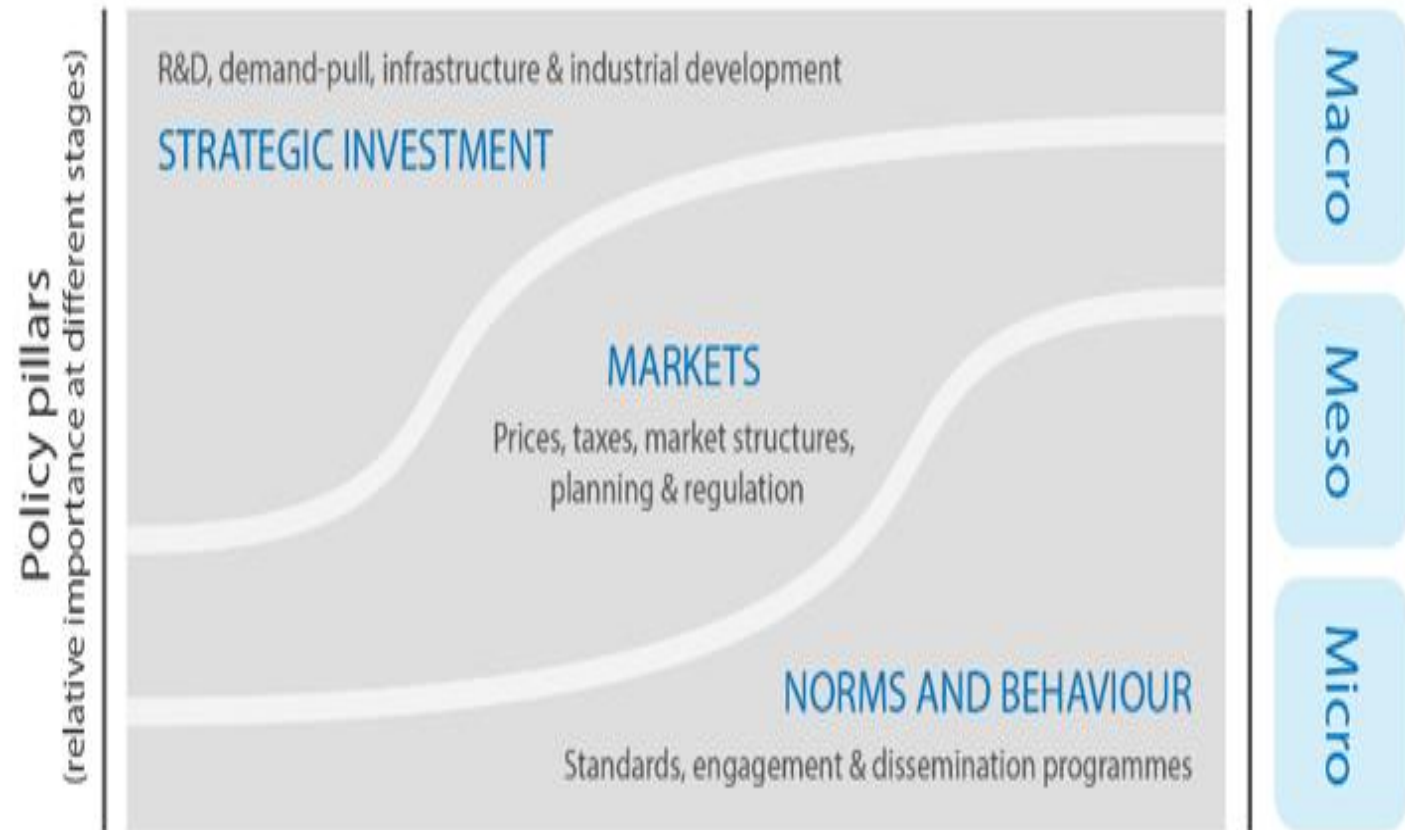 Policy pillars
(relative importance at different stages)
R&D, demand-pull, infrastructure & industrial development
STRATEGIC INVESTMENT
MARKETS
Prices, taxes, market structures,
planning & regulation
NORMS AND BEHAVIOUR
Standards, engagement & dissemination programmes
Macro
Meso
Micro